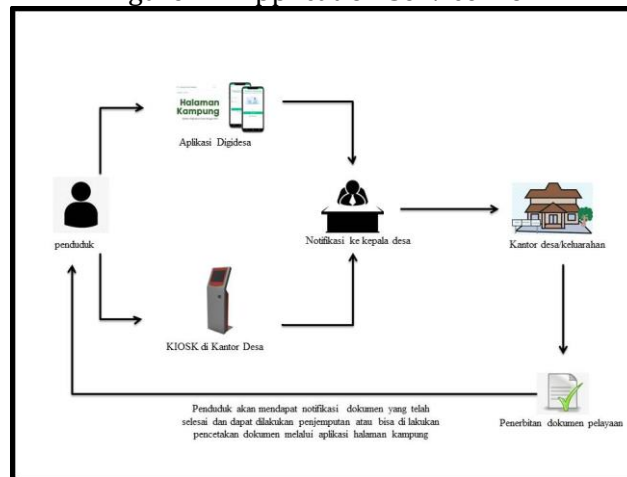 Halaman
Kampung
Aplikasi Digidesa
penduduk
Notifikasi ke kepala desa
Kantor desa/keluarahan
KIOSK di Kantor Desa
Penduduk akan mendapat notifikasi dokumen yang telah
selesai dan dapat dilakukan penjemputan atau bisa di lakukan
pencetakan dokumen melalui aplikasi halaman kampung
Penerbitan dokumen pelayaan